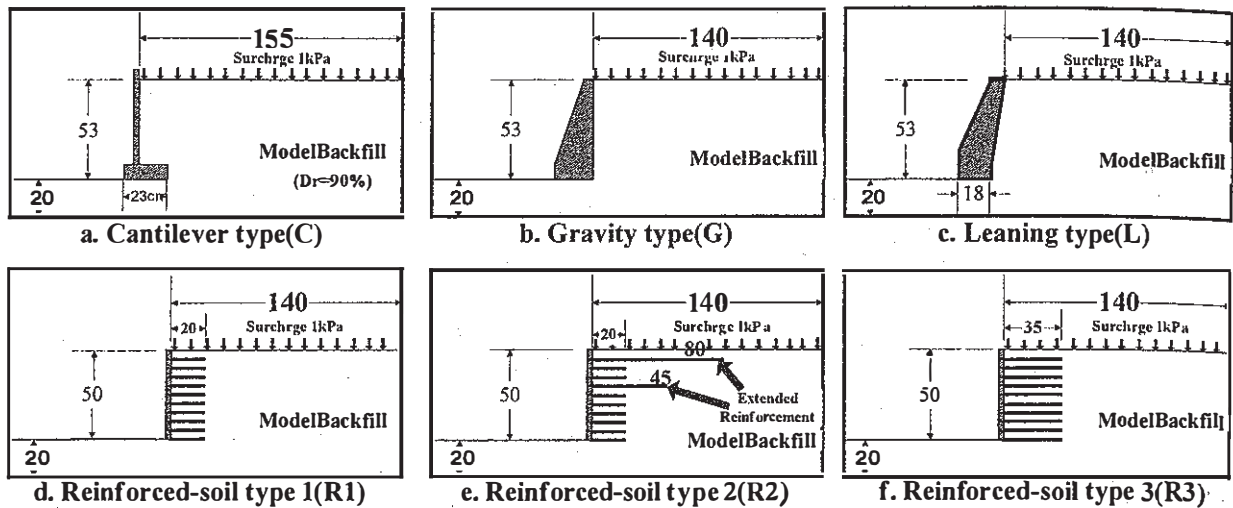 155
Surchrge 1kPa
53
ModelBackfill
(Dr=90%)
20
23cm
a. Cantilever type(C)
140
Surchrge 1kPa
53
ModelBackfill
20
b. Gravity type(G)
140
Surchrge 1kPa
53
ModelBackfill
20
18
c. Leaning type(L)
140
20
Surchrge 1kPa
50
ModelBackfill
20
d. Reinforced-soil type 1(R1)
140
20
Surchrge 1kPa
80
45
50
Extended
Reinforcement
ModelBackfill
20
e. Reinforced-soil type 2(R2)
140
35
Surchrge 1kPa
50
ModelBackfill
20
f. Reinforced-soil type 3(R3)